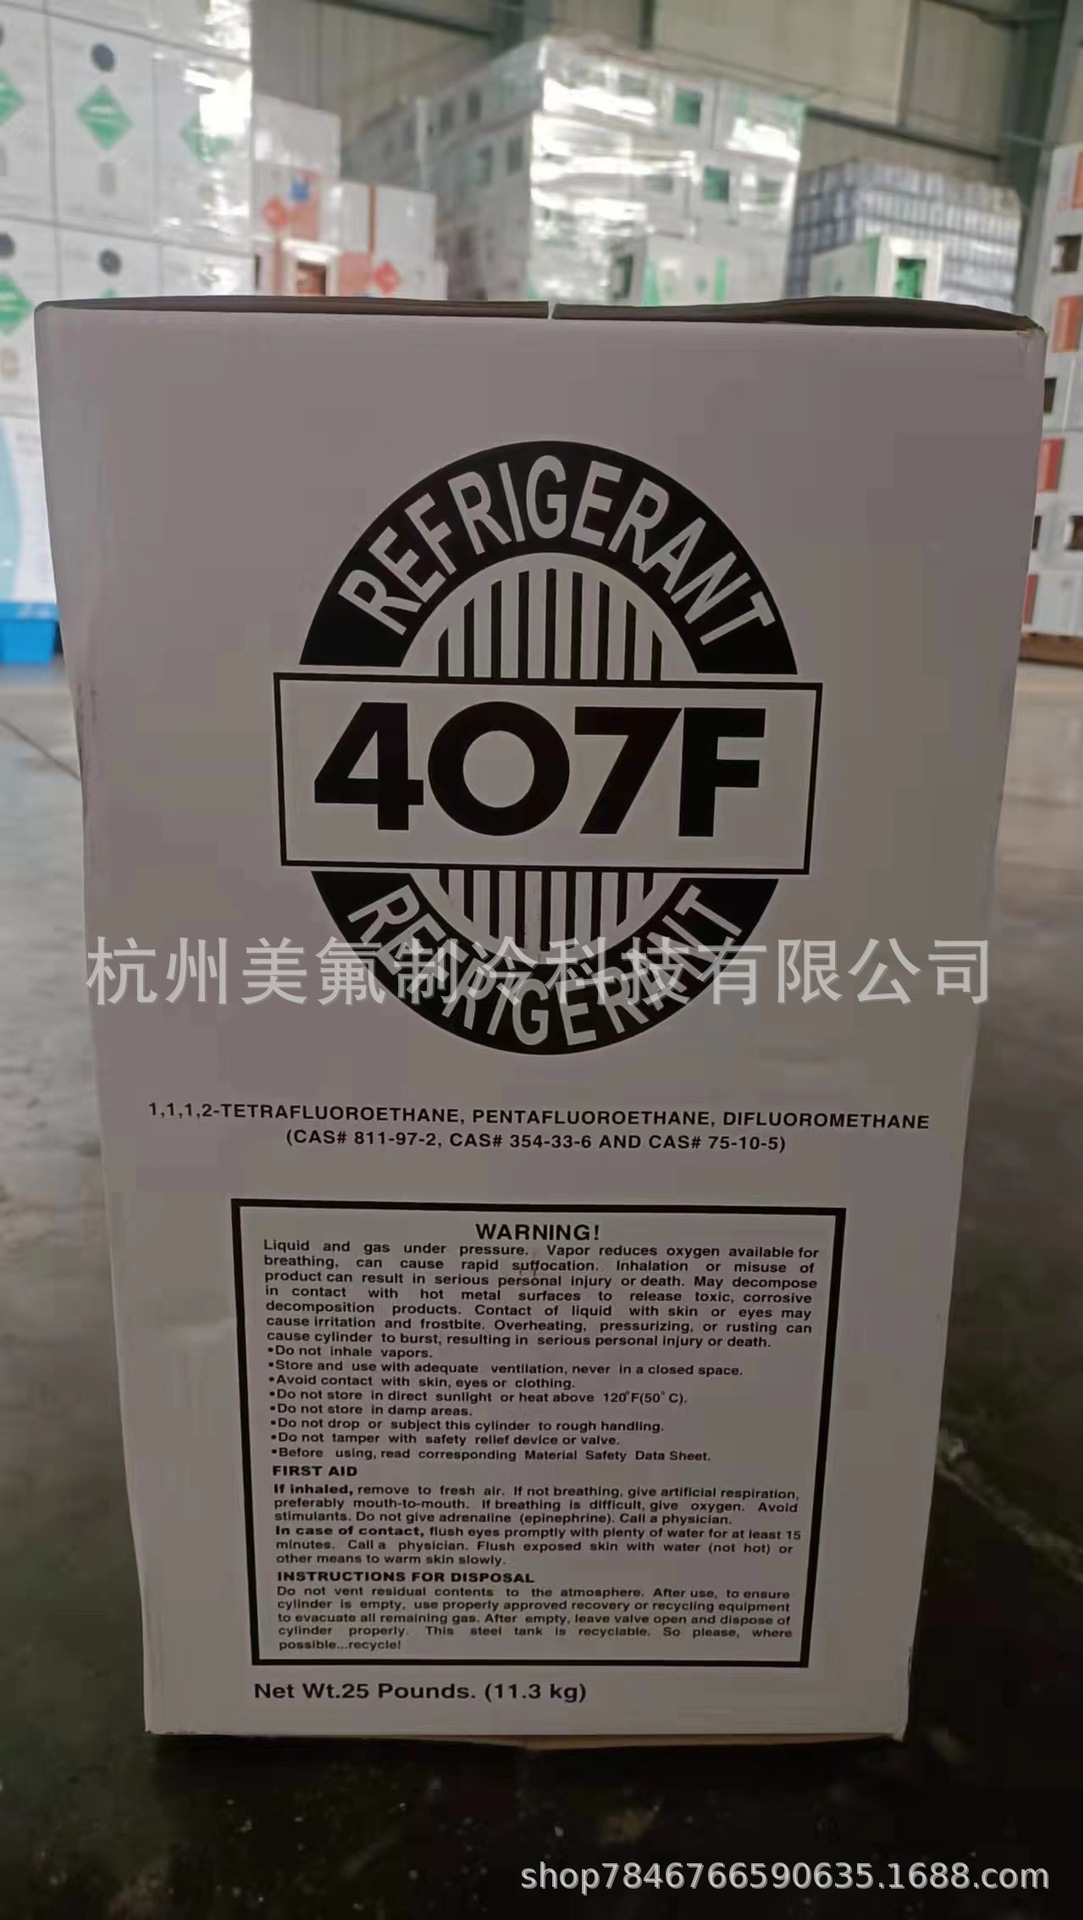 REFRIGERANT
407F
REFRIGERANT
杭州美氟制冷科技有限公司
1,1,1,2-TETRAFLUOROETHANE, PENTAFLUOROETHANE, DIFLUOROMETHANE
(CAS# 811-97-2, CAS# 354-33-6 AND CAS# 75-10-5)
WARNING!
Liquid and gas under pressure. Vapor reduces oxygen available for
breathing, can cause rapid suffocation. Inhalation or misuse of
product can result in serious personal injury or death. May decompose
in contact with hot metal surfaces to release toxic, corrosive
decomposition products. Contact of liquid with skin or eyes may
cause irritation and frostbite. Overheating, pressurizing, or rusting can
cause cylinder to burst, resulting in serious personal injury or death.
•Do not inhale vapors.
•Store and use with adequate ventilation, never in a closed space.
•Avoid contact with skin, eyes or clothing.
•Do not store in direct sunlight or heat above 120°F(50°C).
•Do not store in damp areas.
•Do not drop or subject this cylinder to rough handling.
•Do not tamper with safety relief device or valve.
•Before using, read corresponding Material Safety Data Sheet.
FIRST AID
If inhaled, remove to fresh air. If not breathing, give artificial respiration,
preferably mouth-to-mouth. If breathing is difficult, give oxygen. Avoid
stimulants. Do not give adrenaline (epinephrine). Call a physician.
In case of contact, flush eyes promptly with plenty of water for at least 15
minutes. Call a physician. Flush exposed skin with water (not hot) or
other means to warm skin slowly.
INSTRUCTIONS FOR DISPOSAL
Do not vent residual contents to the atmosphere. After use, to ensure
cylinder is empty, use properly approved recovery or recycling equipment
to evacuate all remaining gas. After empty, leave valve open and dispose of
cylinder properly. This steel tank is recyclable. So please, where
possible...recycle!
Net Wt.25 Pounds. (11.3 kg)
shop7846766590635.1688.com